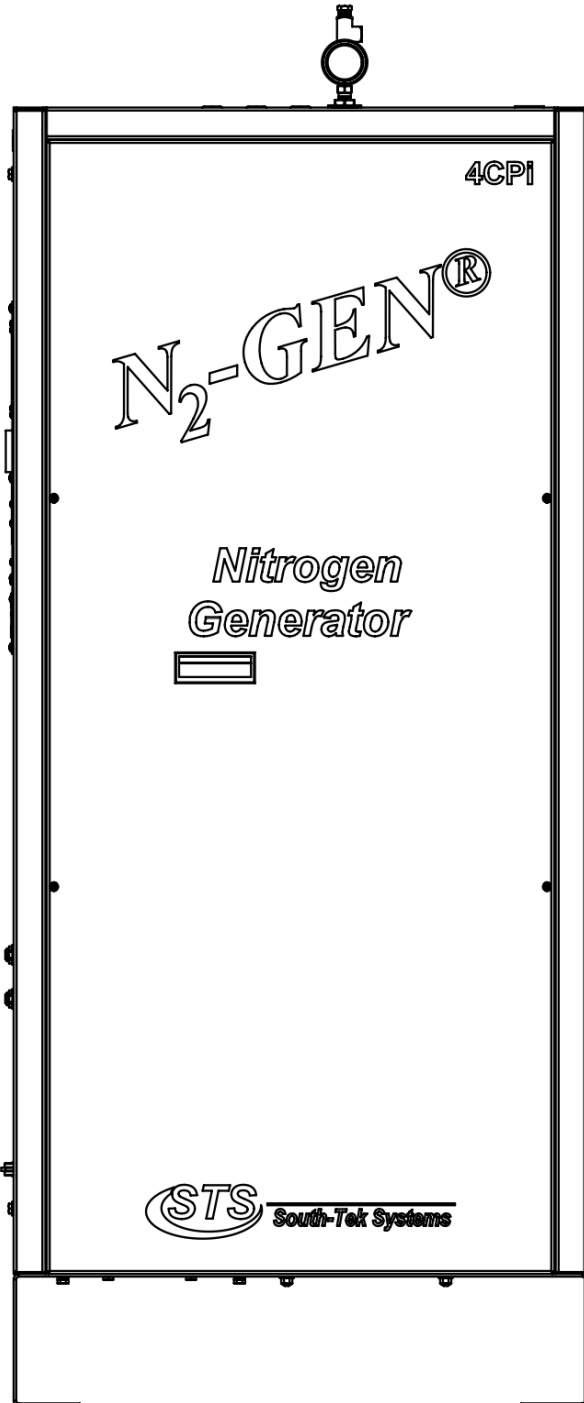 4CPi
N2-GEN®
Nitrogen
Generator
STS
South-Tek Systems